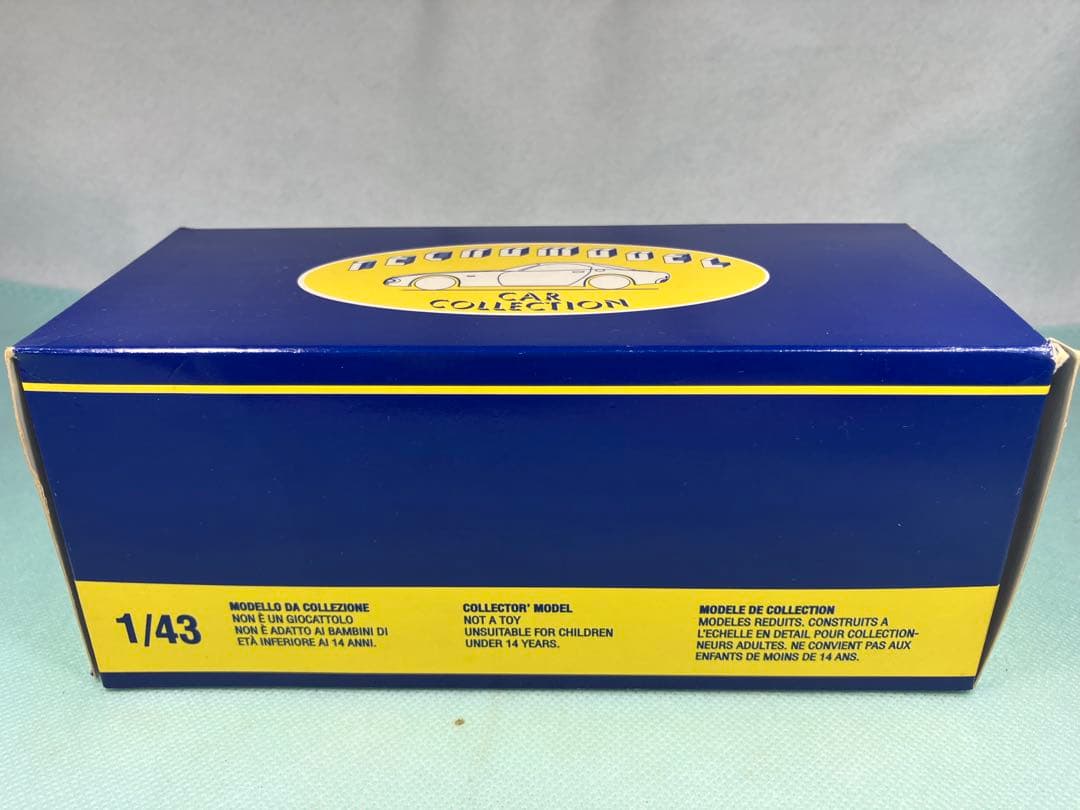 TECNOMODEL
CAR
COLLECTION
1/43
MODELLO DA COLLEZIONE
NON È UN GIOCATTOLO
NON È ADATTO AI BAMBINI DI
ETÀ INFERIORE AI 14 ANNI.
COLLECTOR' MODEL
NOT A TOY
UNSUITABLE FOR CHILDREN
UNDER 14 YEARS.
MODELE DE COLLECTION
MODELES REDUITS. CONSTRUITS A
L'ECHELLE EN DETAIL POUR COLLECTION-
NEURS ADULTES. NE CONVIENT PAS AUX
ENFANTS DE MOINS DE 14 ANS.